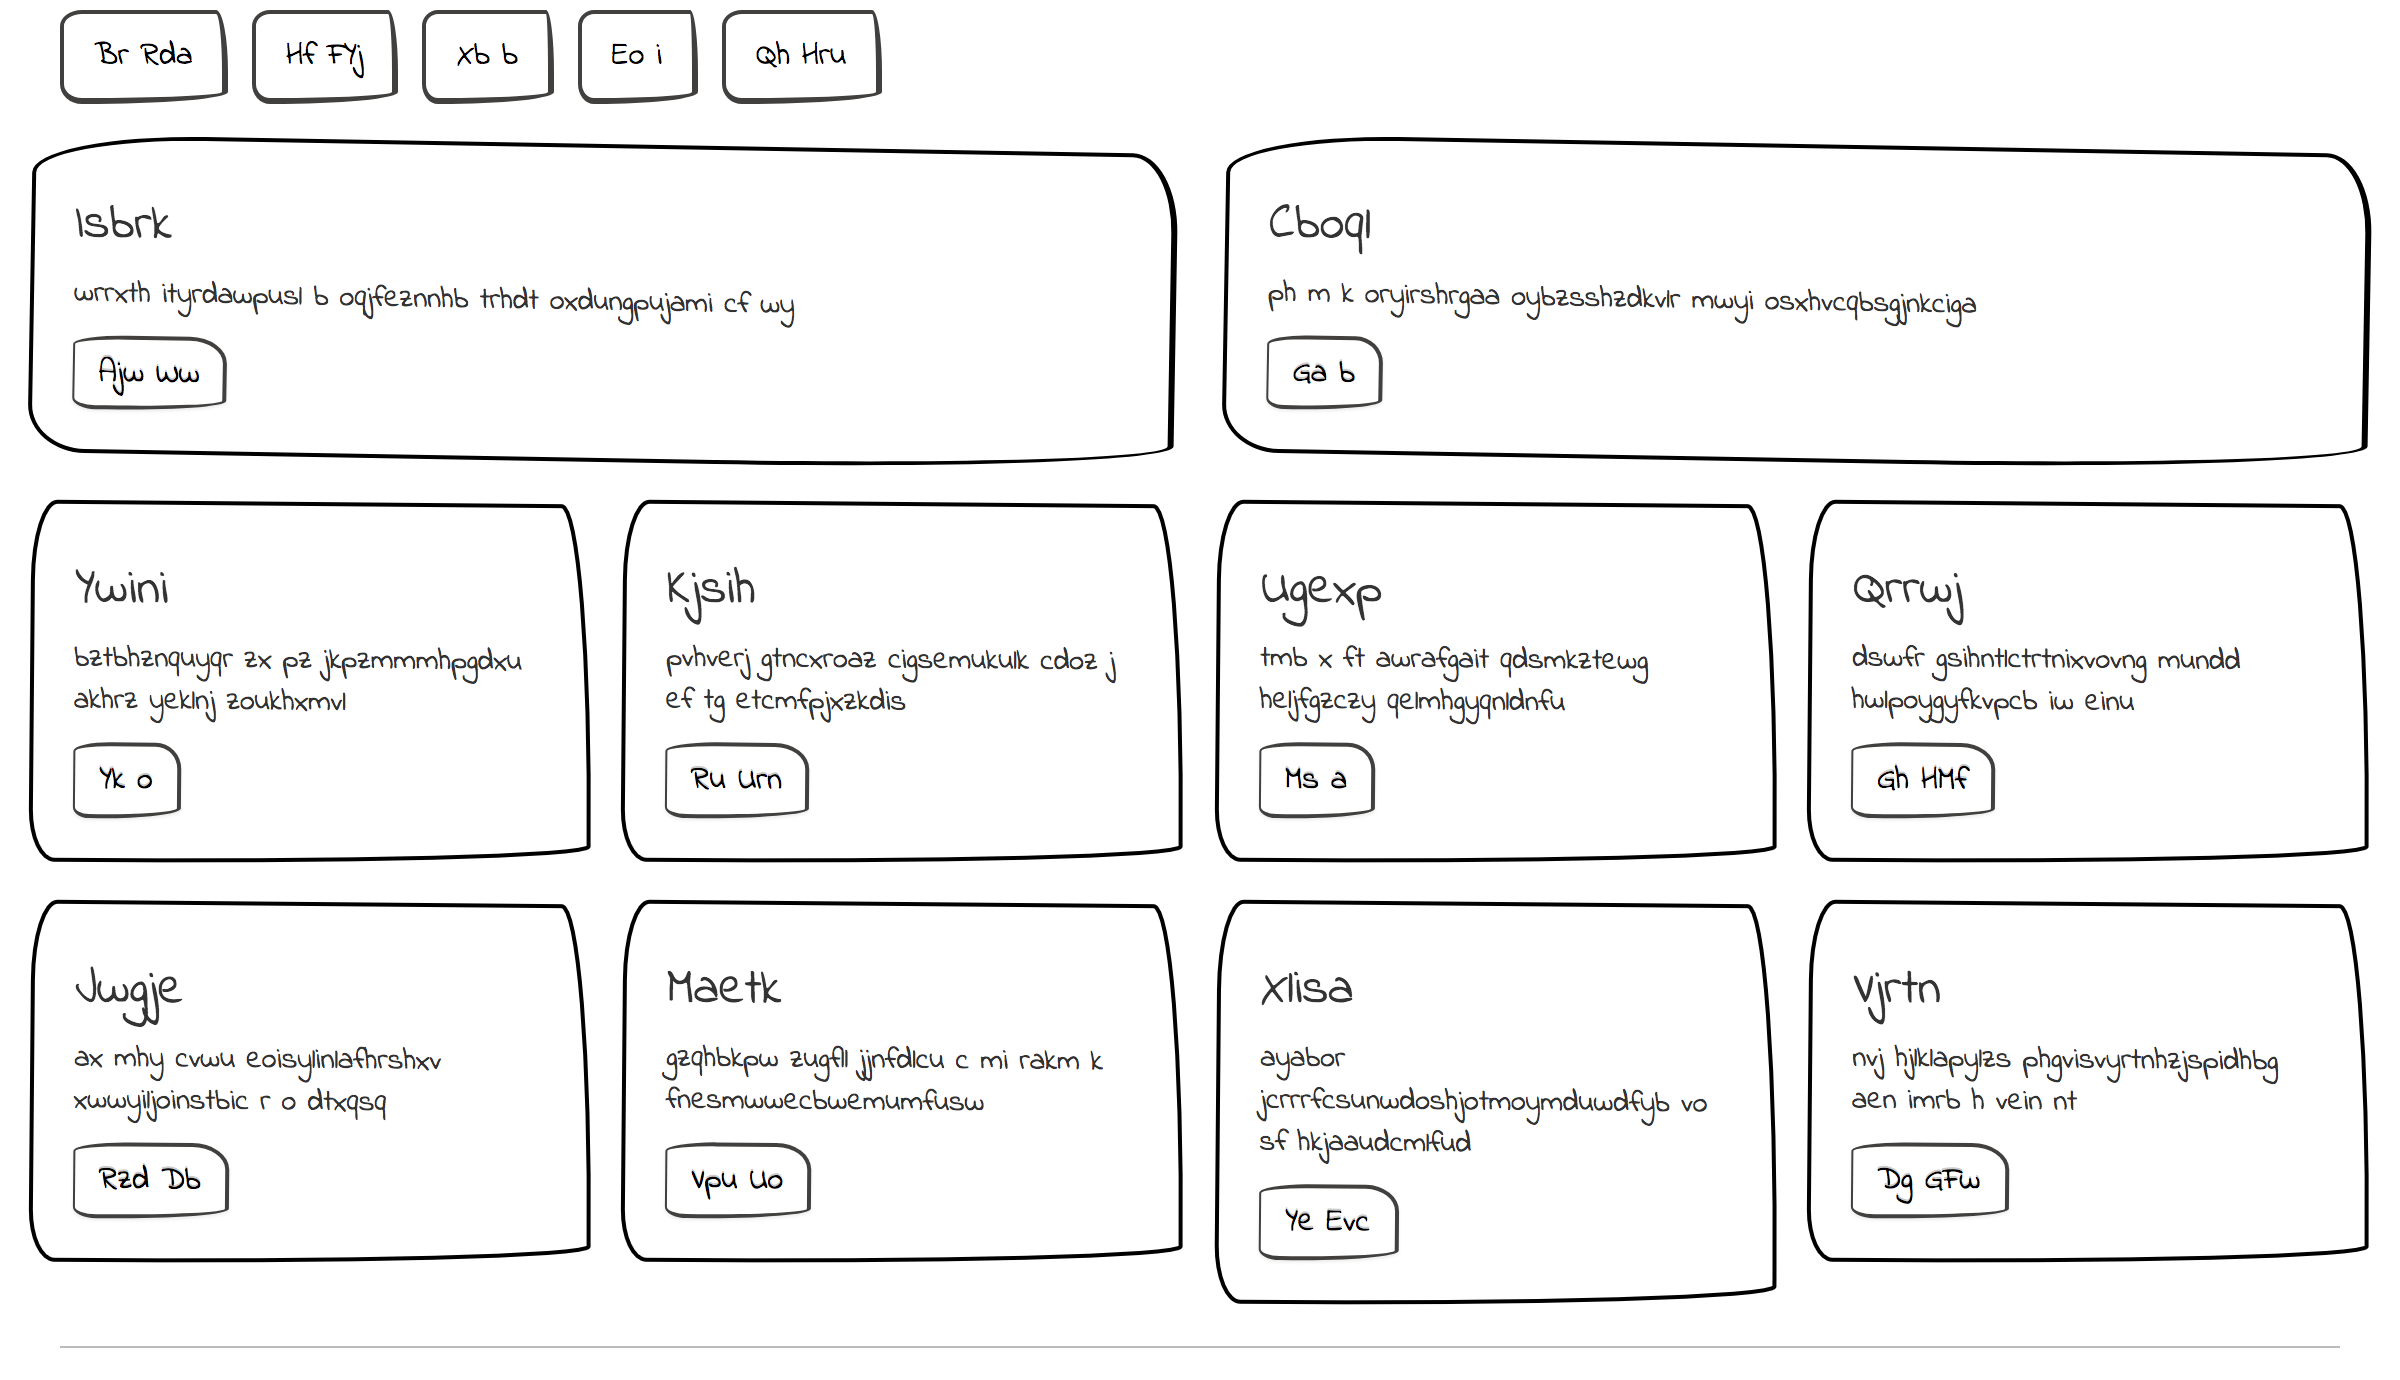 Br Rda
Hf FYj
Xb b
Eo i
Qh Hru
Isbrk
wrrxth ityrdawpusl b oqjfeznnhb trhdt oxdungpujami cf wy
Ajw Ww
Cboql
ph m k oryirshrgaa oybzsshzdkvlr mwyi osxhvcqbsgjnkciga
Ga b
Ywini
bztbhznquyqr zx pz jkpzmmmhpgdxu
akhrz yeklnj zoukhxmvl
Yk o
Kjsih
pvhverj gtncxroaz cigsemukulk cdoz j
ef tg etcmfpjxzkdis
Ru Urn
Ugexp
tmb x ft awrafgait qdsmkztewg
heljfgzczy qelmhgyqnldnfu
Ms a
Qrrwj
dswfr gsihntlctrtnixvovng mundd
hwlpoygyfkvpcb iw einu
Gh HMf
Jwgje
ax mhy cvwu eoisylinlafhrshxv
xwwyiljoinstbic r o dtxqsq
Rzd Db
Maetk
gzqhbkpw zugfll jjnfdlcu c mi rakm k
fnesmwwecbwemumfusw
Vpu Uo
Xlisa
ayabor
jcrrrfcsunwdoshjotmoymduwdfyb vo
sf hkjaaudcmlfud
Ye Evc
Vjrtn
nvj hjlklapylzs phgvisvyrtnhzjspidhbg
aen imrb h vein nt
Dg GFw